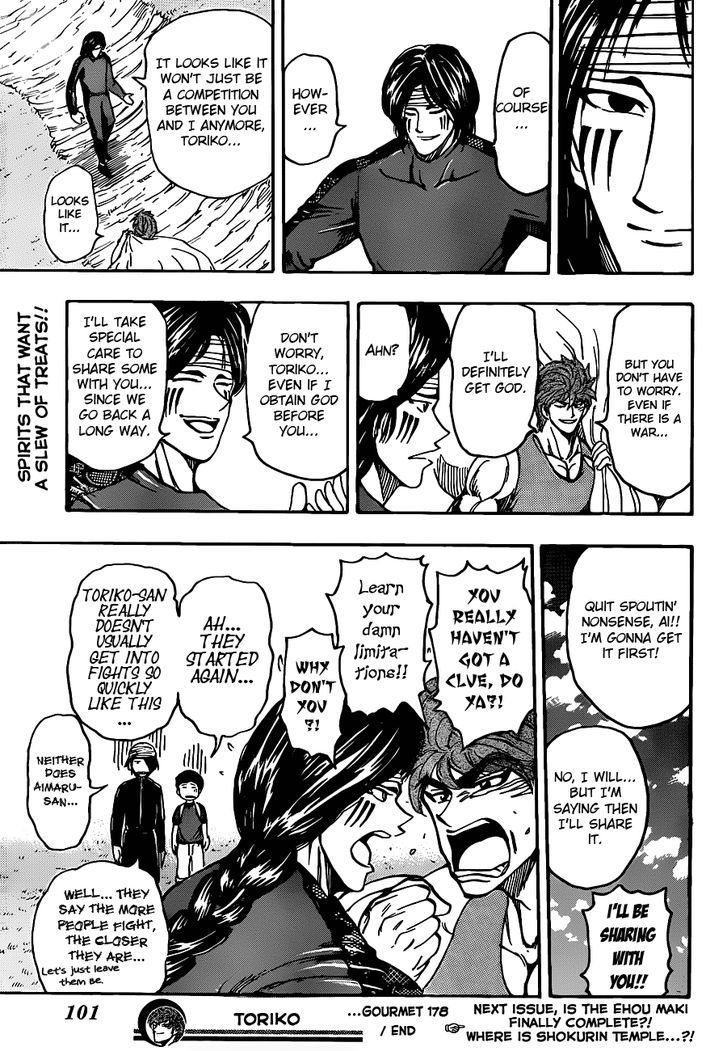 OF
COURSE...
HOW-
EVER
...
IT LOOKS LIKE IT
WON'T JUST BE
A COMPETITION
BETWEEN YOU
AND I ANYMORE,
TORIKO...
LOOKS
LIKE
IT...
BUT YOU
DON'T HAVE
TO WORRY.
EVEN IF
THERE IS A
WAR...
I'LL
DEFINITELY
GET GOD.
AHN?
DON'T
WORRY,
TORIKO...
EVEN IF I
OBTAIN GOD
BEFORE
YOU...
I'LL TAKE
SPECIAL
CARE TO
SHARE SOME
WITH YOU...
SINCE WE
GO BACK A
LONG WAY.
SPIRITS THAT WANT
A SLEW OF TREATS!!
QUIT SPOUTIN'
NONSENSE, AI!!
I'M GONNA GET
IT FIRST!
NO, I WILL...
BUT I'M
SAYING THEN
I'LL SHARE
IT.
I'LL BE
SHARING
WITH
YOU!!
YOU
REALLY
HAVEN'T
GOT A
CLUE, DO
YA?!
Learn
your
damn
limita-
tions!!
WHY
DON'T
YOU
?!
AH...
THEY
STARTED
AGAIN...
TORIKO-SAN
REALLY
DOESN'T
USUALLY
GET INTO
FIGHTS SO
QUICKLY
LIKE THIS
...
NEITHER
DOES
AIMARU-
SAN...
WELL... THEY
SAY THE MORE
PEOPLE FIGHT,
THE CLOSER
THEY ARE...
Let's just leave
them be.
101
TORIKO
...GOURMET 178
/ END
NEXT ISSUE, IS THE EHOU MAKI
FINALLY COMPLETE?!
WHERE IS SHOKURIN TEMPLE...?!